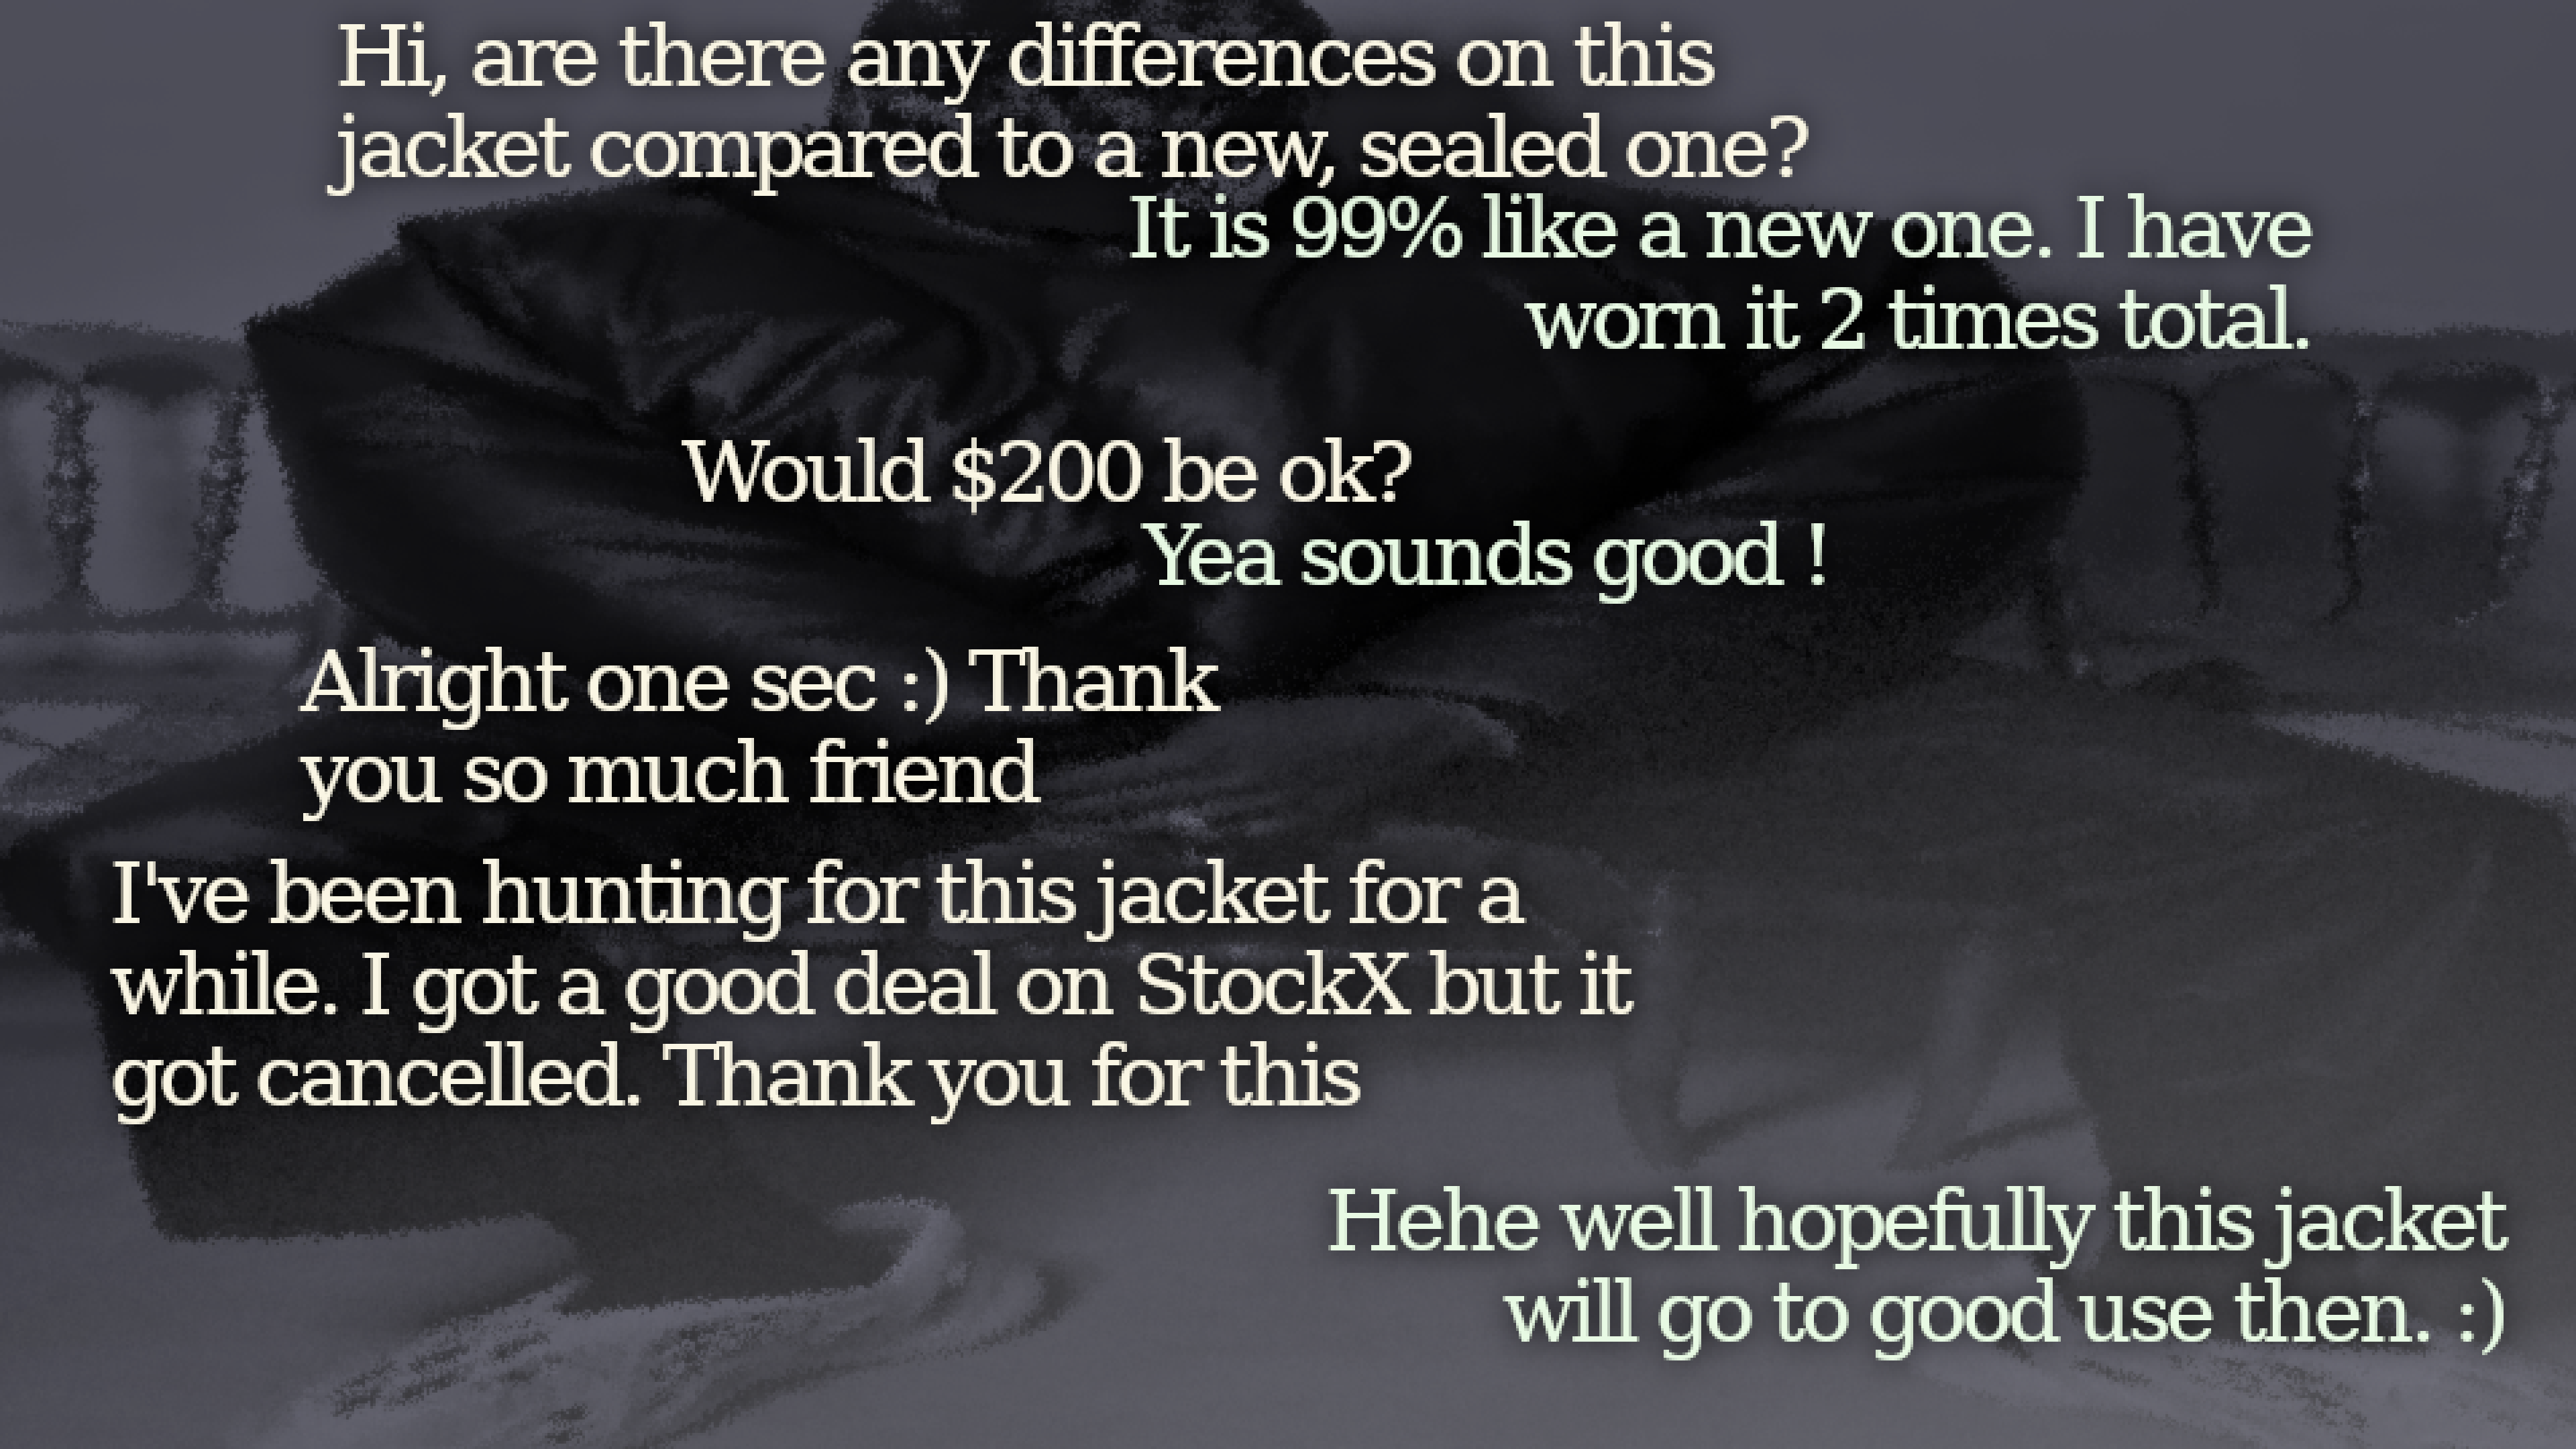 Hi, are there any differences on this
jacket compared to a new, sealed one?
It is 99% like a new one. I have
worn it 2 times total.
Would $200 be ok?
Yea sounds good !
Alright one sec :) Thank
you so much friend
I've been hunting for this jacket for a
while. I got a good deal on StockX but it
got cancelled. Thank you for this
Hehe well hopefully this jacket
will go to good use then. :)